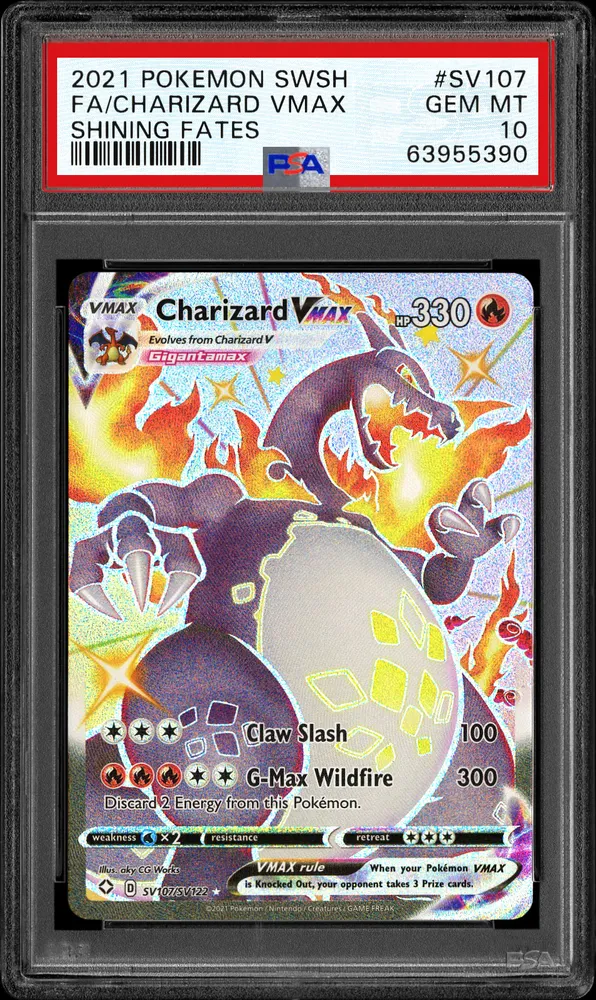 2021 POKEMON SWSH #SV107
FA/CHARIZARD VMAX GEM MT
SHINING FATES 10
PSA 63955390
VMAX Charizard VMAX HP 330
Evolves from Charizard V
Gigantamax
Claw Slash 100
G-Max Wildfire 300
Discard 2 Energy from this Pokémon.
weakness × 2 resistance retreat
Illus. aky CG Works
VMAX rule When your Pokémon VMAX
is Knocked Out, your opponent takes 3 Prize cards.
D SV107/SV122
©2021 Pokémon / Nintendo / Creatures / GAME FREAK
PSA